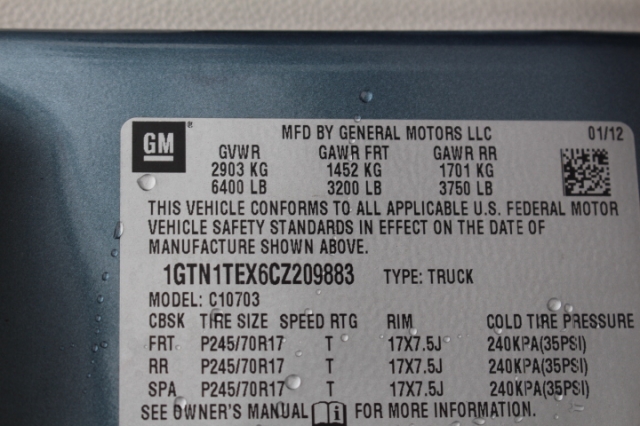 GM ® MFD BY GENERAL MOTORS LLC 01/12
GVWR GAWR FRT GAWR RR
2903 KG 1452 KG 1701 KG
6400 LB 3200 LB 3750 LB
THIS VEHICLE CONFORMS TO ALL APPLICABLE U.S. FEDERAL MOTOR
VEHICLE SAFETY STANDARDS IN EFFECT ON THE DATE OF
MANUFACTURE SHOWN ABOVE.
1GTN1TEX6CZ209883 TYPE: TRUCK
MODEL: C10703
CBSK TIRE SIZE SPEED RTG RIM COLD TIRE PRESSURE
FRT P245/70R17 T 17X7.5J 240KPA(35PSI)
RR P245/70R17 T 17X7.5J 240KPA(35PSI)
SPA P245/70R17 T 17X7.5J 240KPA(35PSI)
SEE OWNER'S MANUAL FOR MORE INFORMATION.